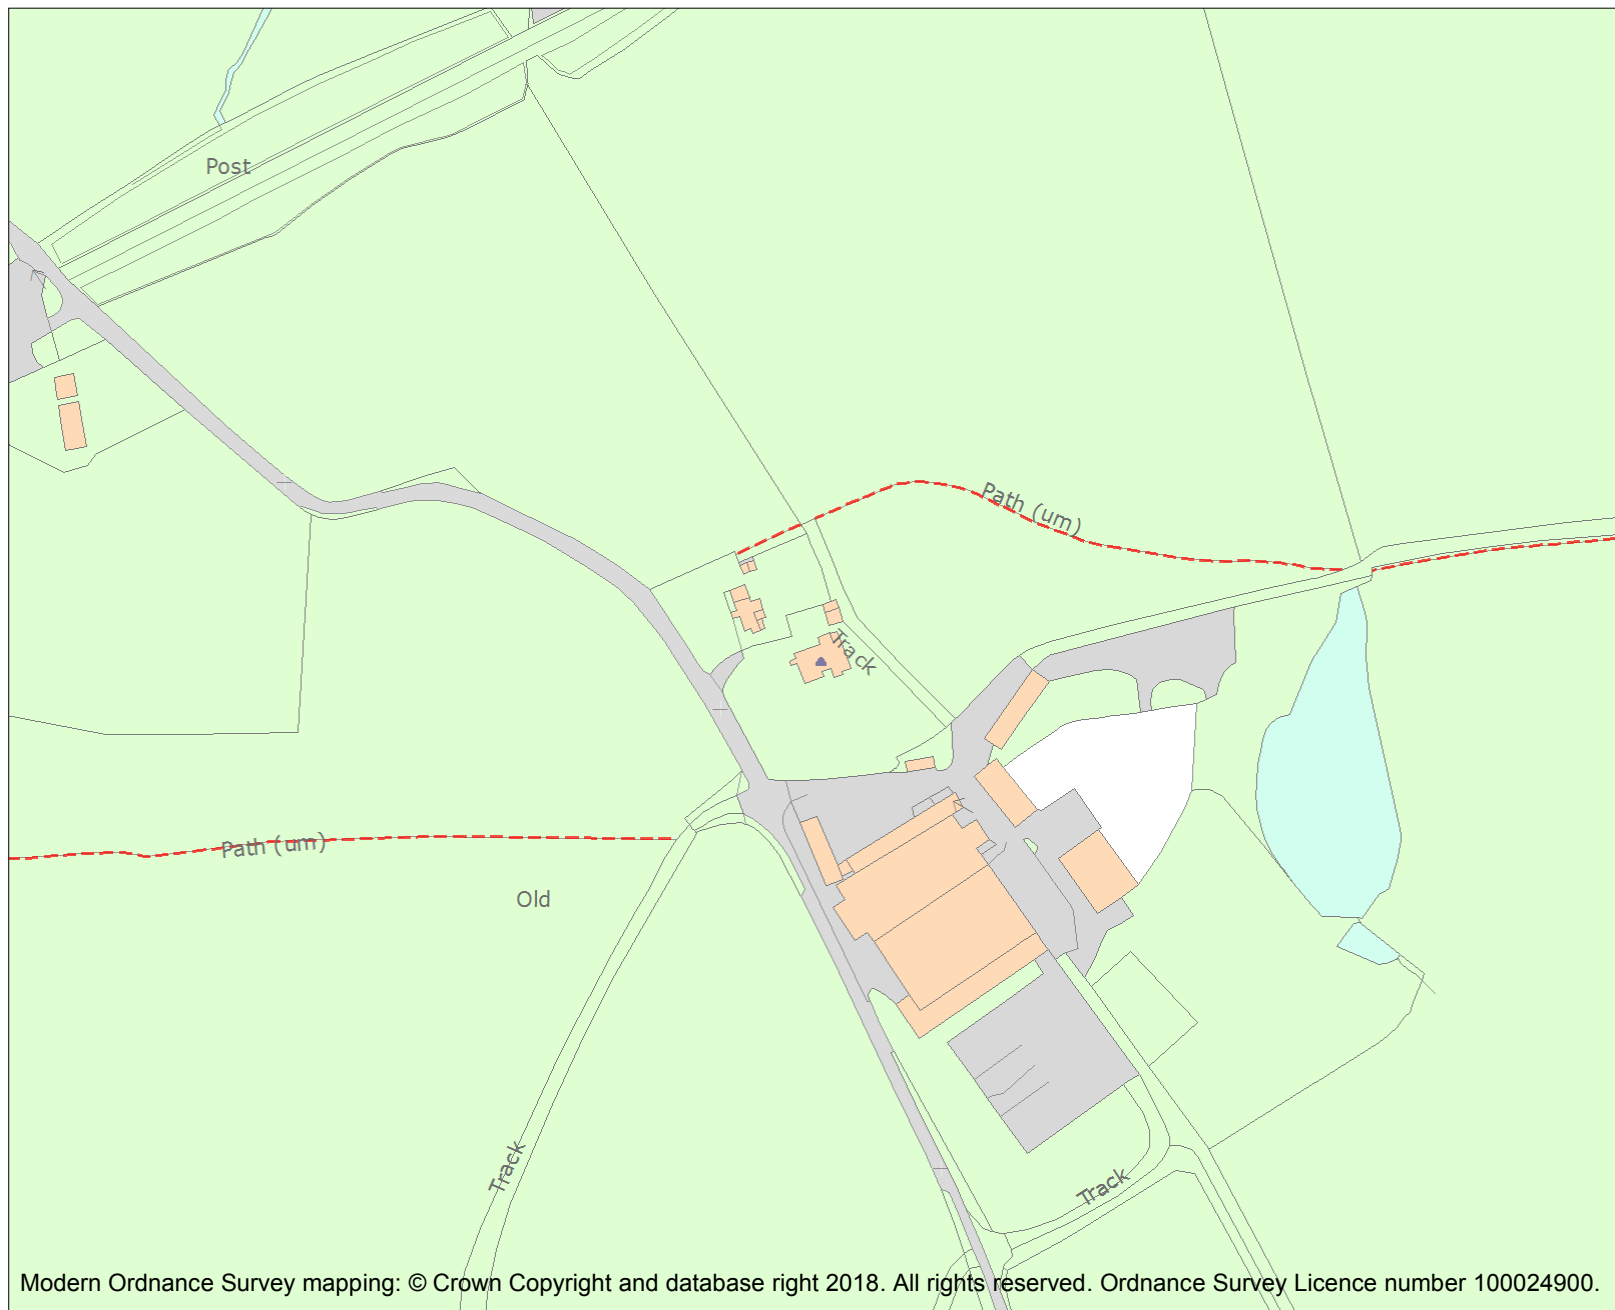 Post
Path (um)
Track
Path (um)
Old
Track
Track
Modern Ordnance Survey mapping: © Crown Copyright and database right 2018. All rights reserved. Ordnance Survey Licence number 100024900.